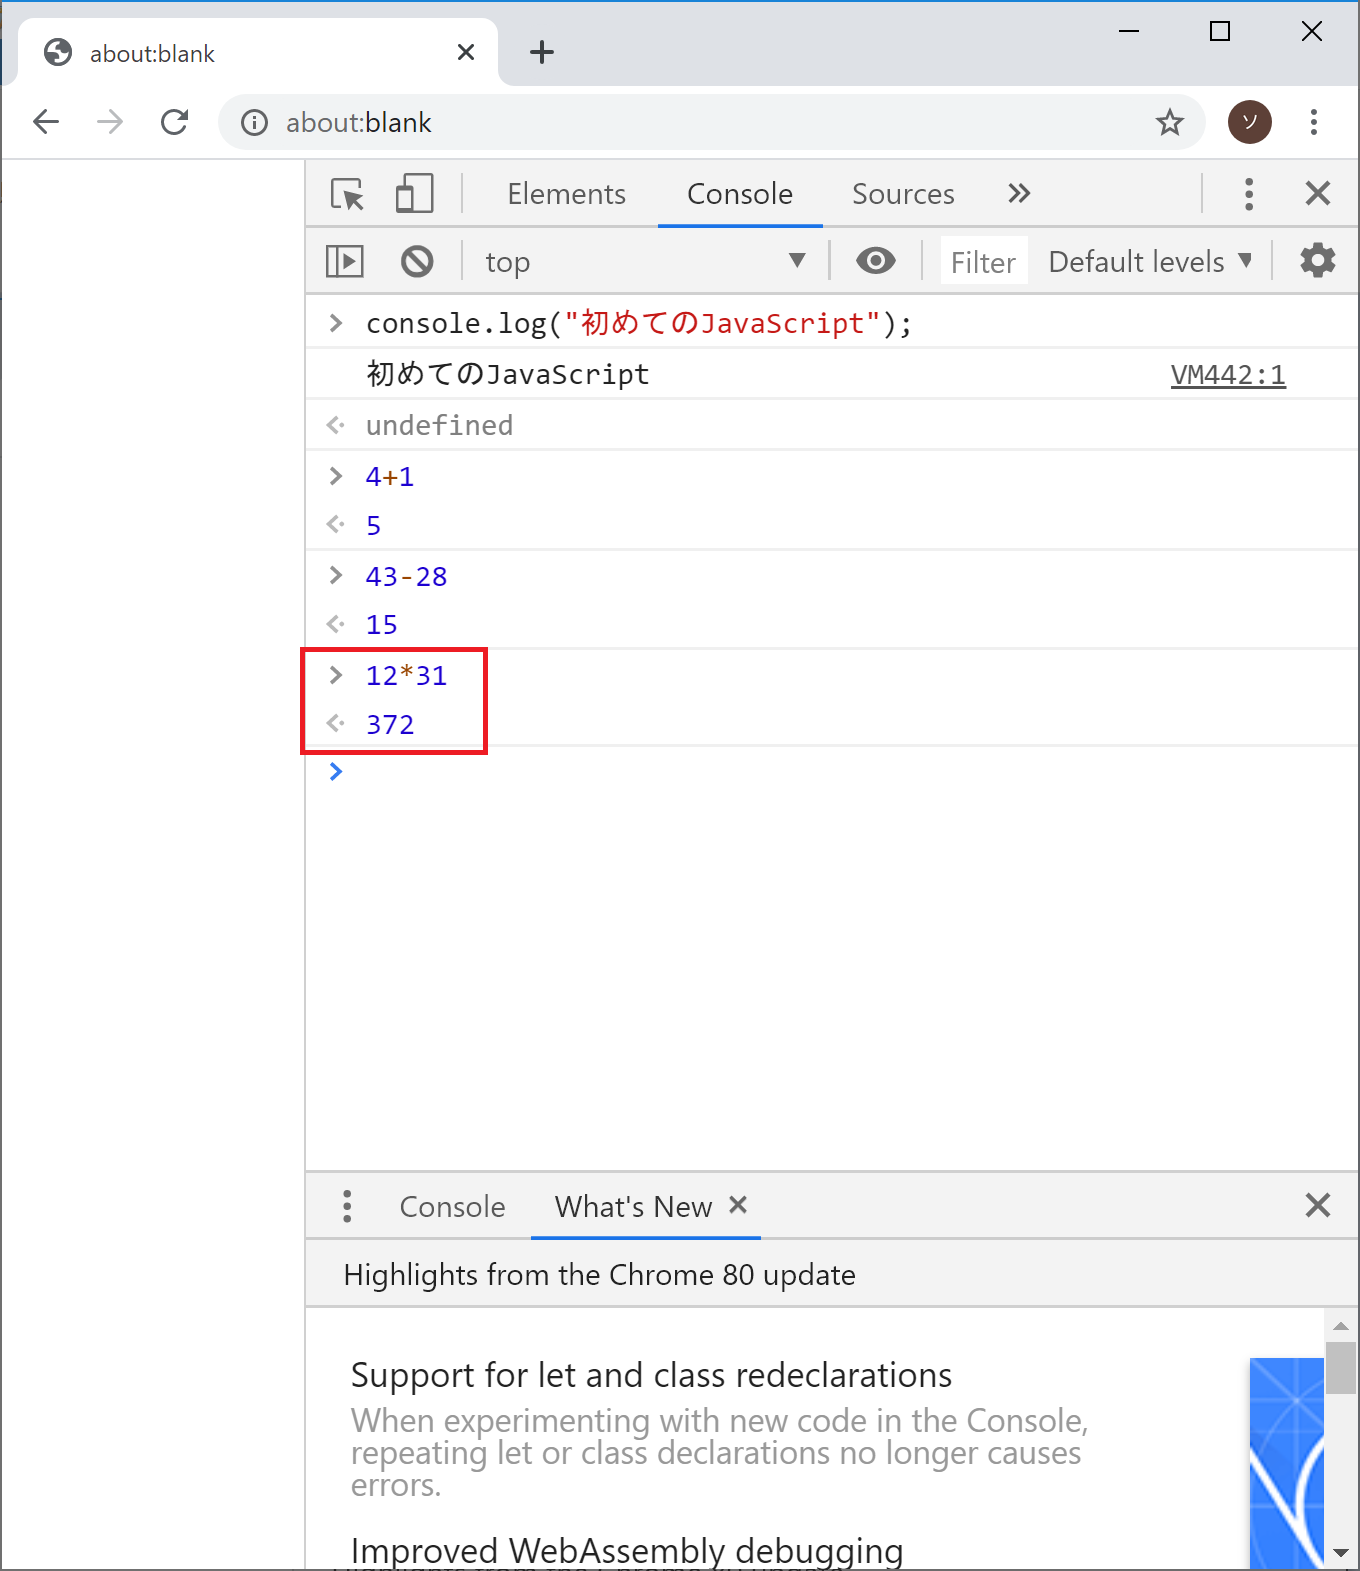 about:blank
about:blank
ソ
Elements Console Sources
top Filter Default levels
console.log("初めてのJavaScript");
初めてのJavaScript VM442:1
undefined
4+1
5
43-28
15
12*31
372
Console What's New
Highlights from the Chrome 80 update
Support for let and class redeclarations
When experimenting with new code in the Console,
repeating let or class declarations no longer causes
errors.
Improved WebAssembly debugging